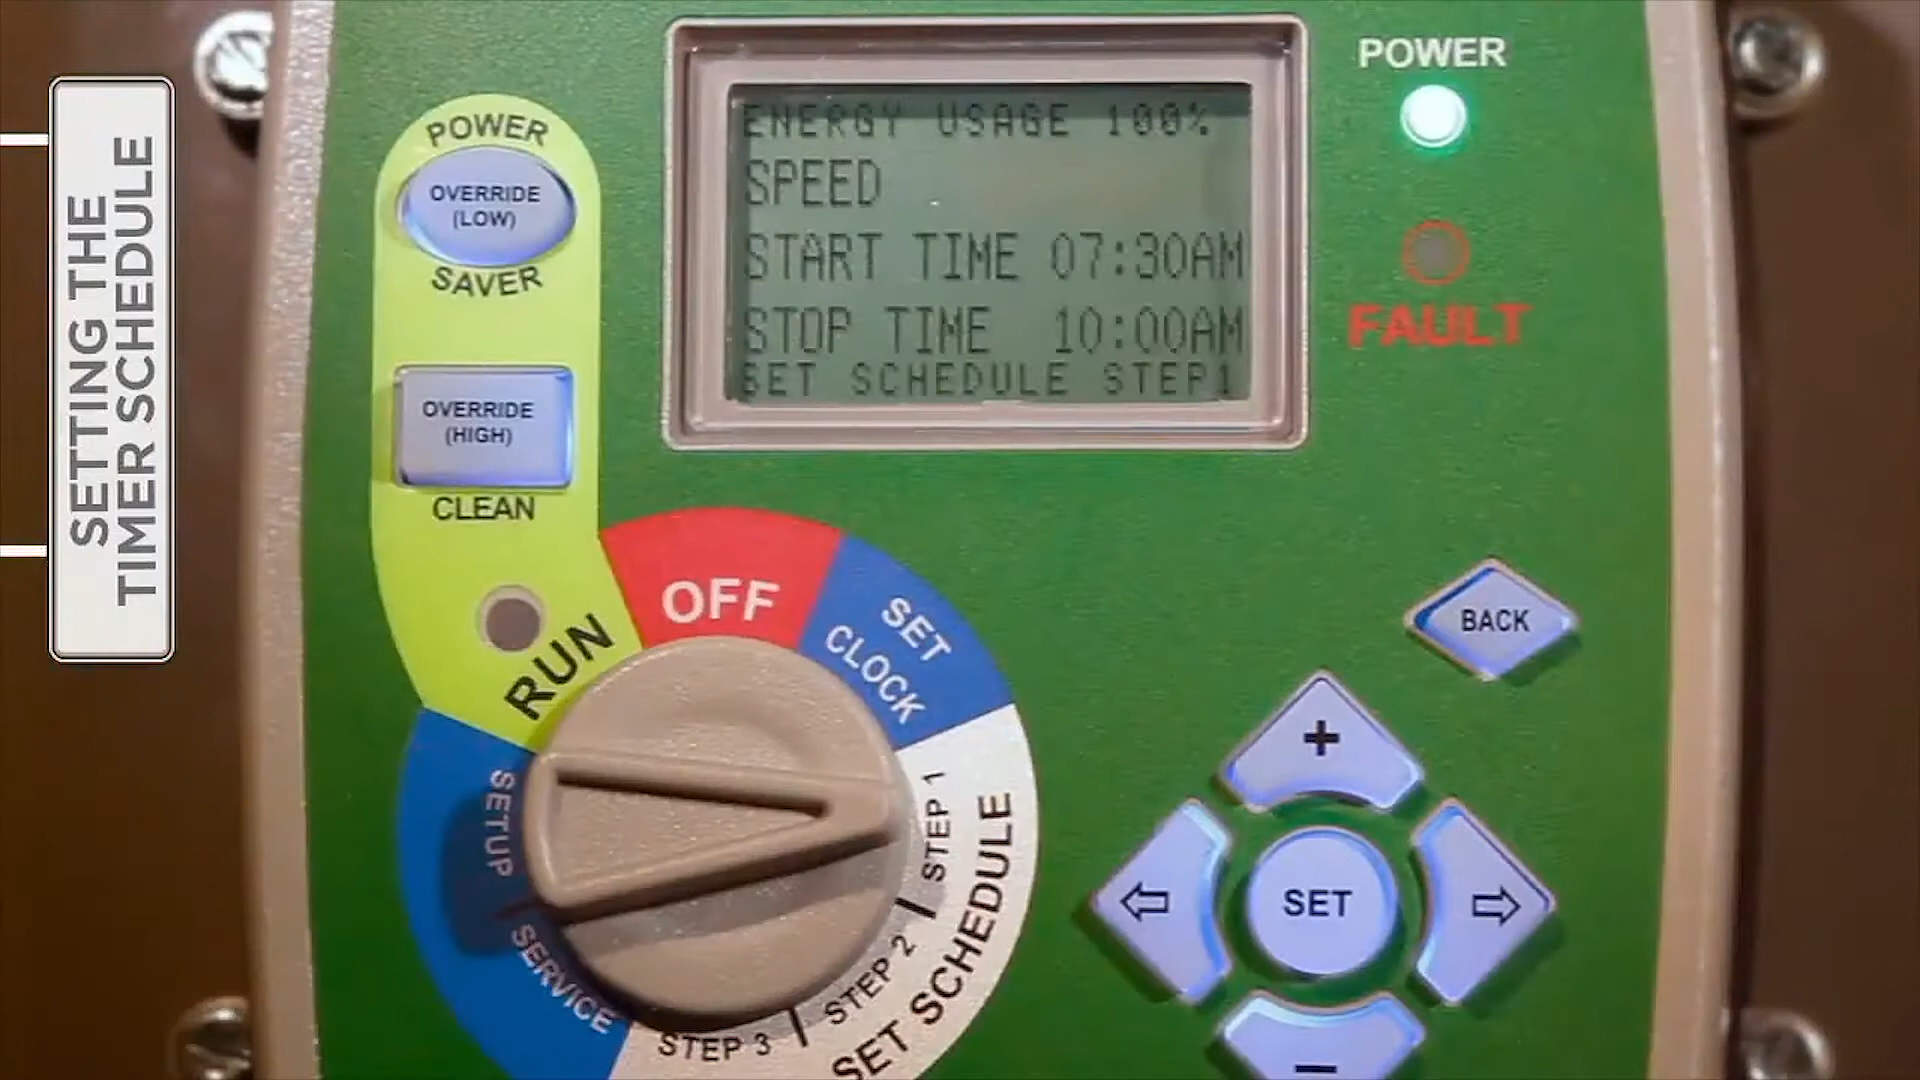 SETTING THE
TIMER SCHEDULE
POWER
OVERRIDE
(LOW)
SAVER
OVERRIDE
(HIGH)
CLEAN
ENERGY USAGE 100%
SPEED
START TIME 07:30AM
STOP TIME 10:00AM
SET SCHEDULE STEP1
POWER
FAULT
RUN
OFF
SET
CLOCK
STEP 1
STEP 2
STEP 3
SET SCHEDULE
SETUP
SERVICE
BACK
+
SET
−